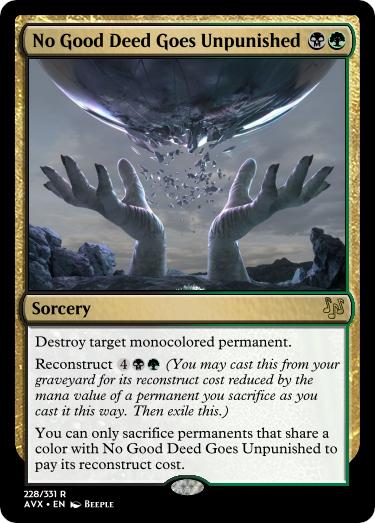 No Good Deed Goes Unpunished
Sorcery
Destroy target monocolored permanent.
Reconstruct 4 (You may cast this from your
graveyard for its reconstruct cost reduced by the
mana value of a permanent you sacrifice as you
cast it this way. Then exile this.)
You can only sacrifice permanents that share a
color with No Good Deed Goes Unpunished to
pay its reconstruct cost.
228/331 R
AVX • EN BEEPLE